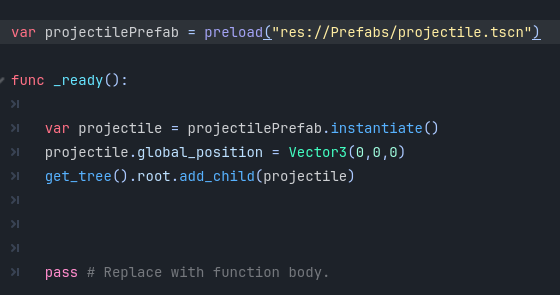 var projectilePrefab = preload("res://Prefabs/projectile.tscn")
func _ready():
var projectile = projectilePrefab.instantiate()
projectile.global_position = Vector3(0,0,0)
get_tree().root.add_child(projectile)
pass # Replace with function body.